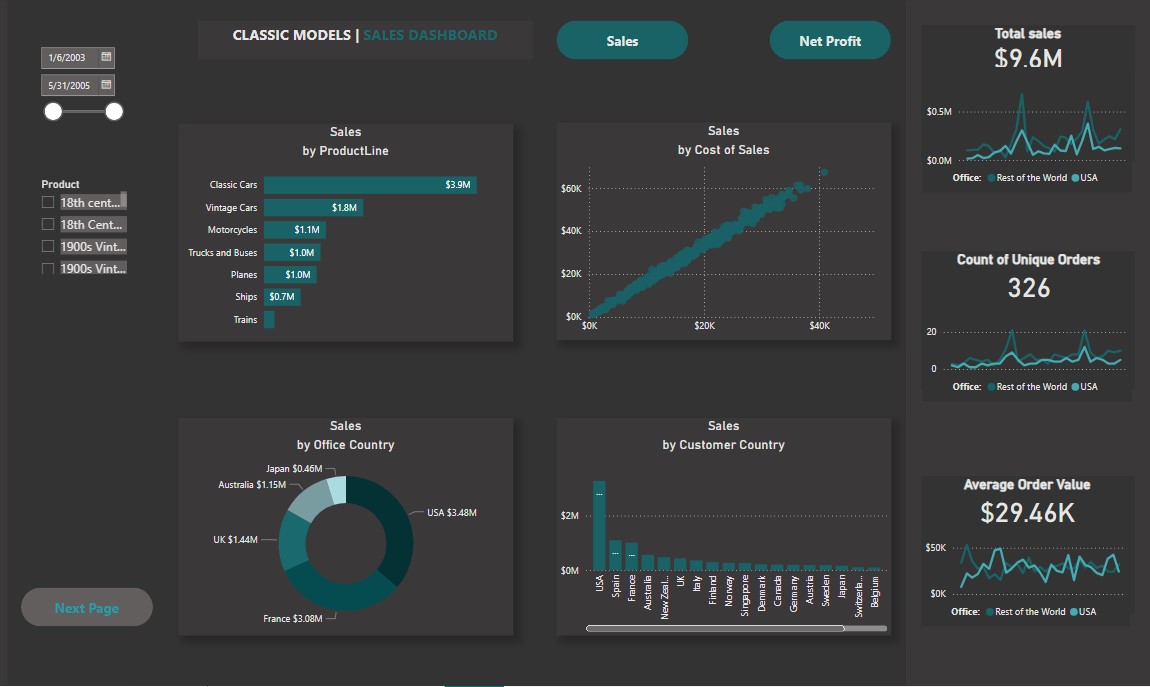 CLASSIC MODELS | SALES DASHBOARD
Sales
Net Profit
1/6/2003
5/31/2005
Product
18th cent...
18th Cent...
1900s Vint...
1900s Vint...
Next Page
Sales
by ProductLine
Classic Cars $3.9M
Vintage Cars $1.8M
Motorcycles $1.1M
Trucks and Buses $1.0M
Planes $1.0M
Ships $0.7M
Trains
Sales
by Cost of Sales
$60K
$40K
$20K
$0K
$0K $20K $40K
Sales
by Office Country
Japan $0.46M
Australia $1.15M
USA $3.48M
UK $1.44M
France $3.08M
Sales
by Customer Country
$2M
$0M
...
...
...
USA
Spain
France
Australia
New Zeal...
UK
Italy
Finland
Norway
Singapore
Denmark
Canada
Germany
Austria
Sweden
Japan
Switzerla...
Belgium
Total sales
$9.6M
$0.5M
$0.0M
Office: Rest of the World USA
Count of Unique Orders
326
20
0
Office: Rest of the World USA
Average Order Value
$29.46K
$50K
$0K
Office: Rest of the World USA